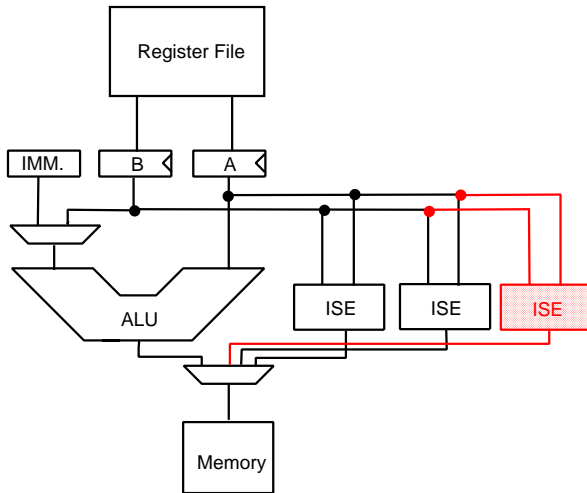 Register File
IMM.
B
A
ALU
ISE
ISE
ISE
Memory